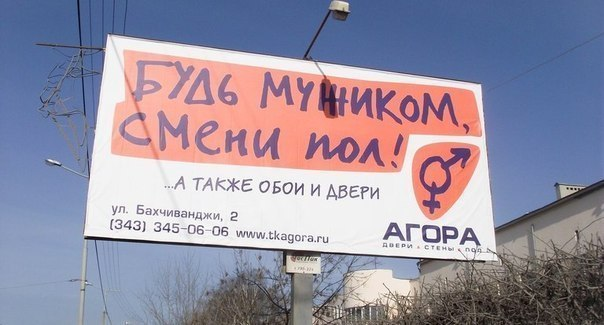 БУДЬ МУЖИКОМ,
СМЕНИ ПОЛ!
...А ТАКЖЕ ОБОИ И ДВЕРИ
ул. Бахчиванджи, 2
(343) 345-06-06 www.tkagora.ru
АГОРА
ДВЕРИ • СТЕНЫ • ПОЛ